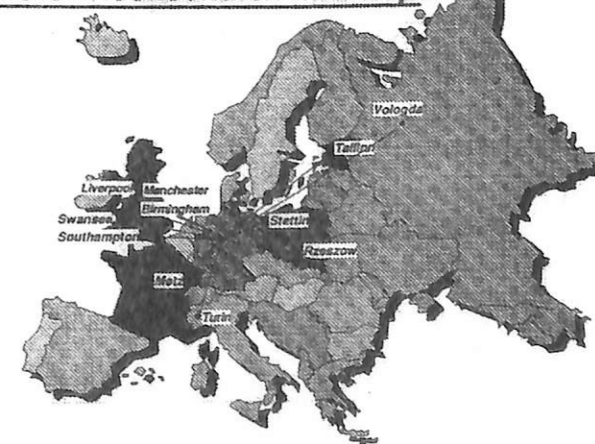 Vologda
Tallinn
Liverpool Manchester
Birmingham
Swansea
Southampton
Stettin
Rzeszow
Metz
Turin